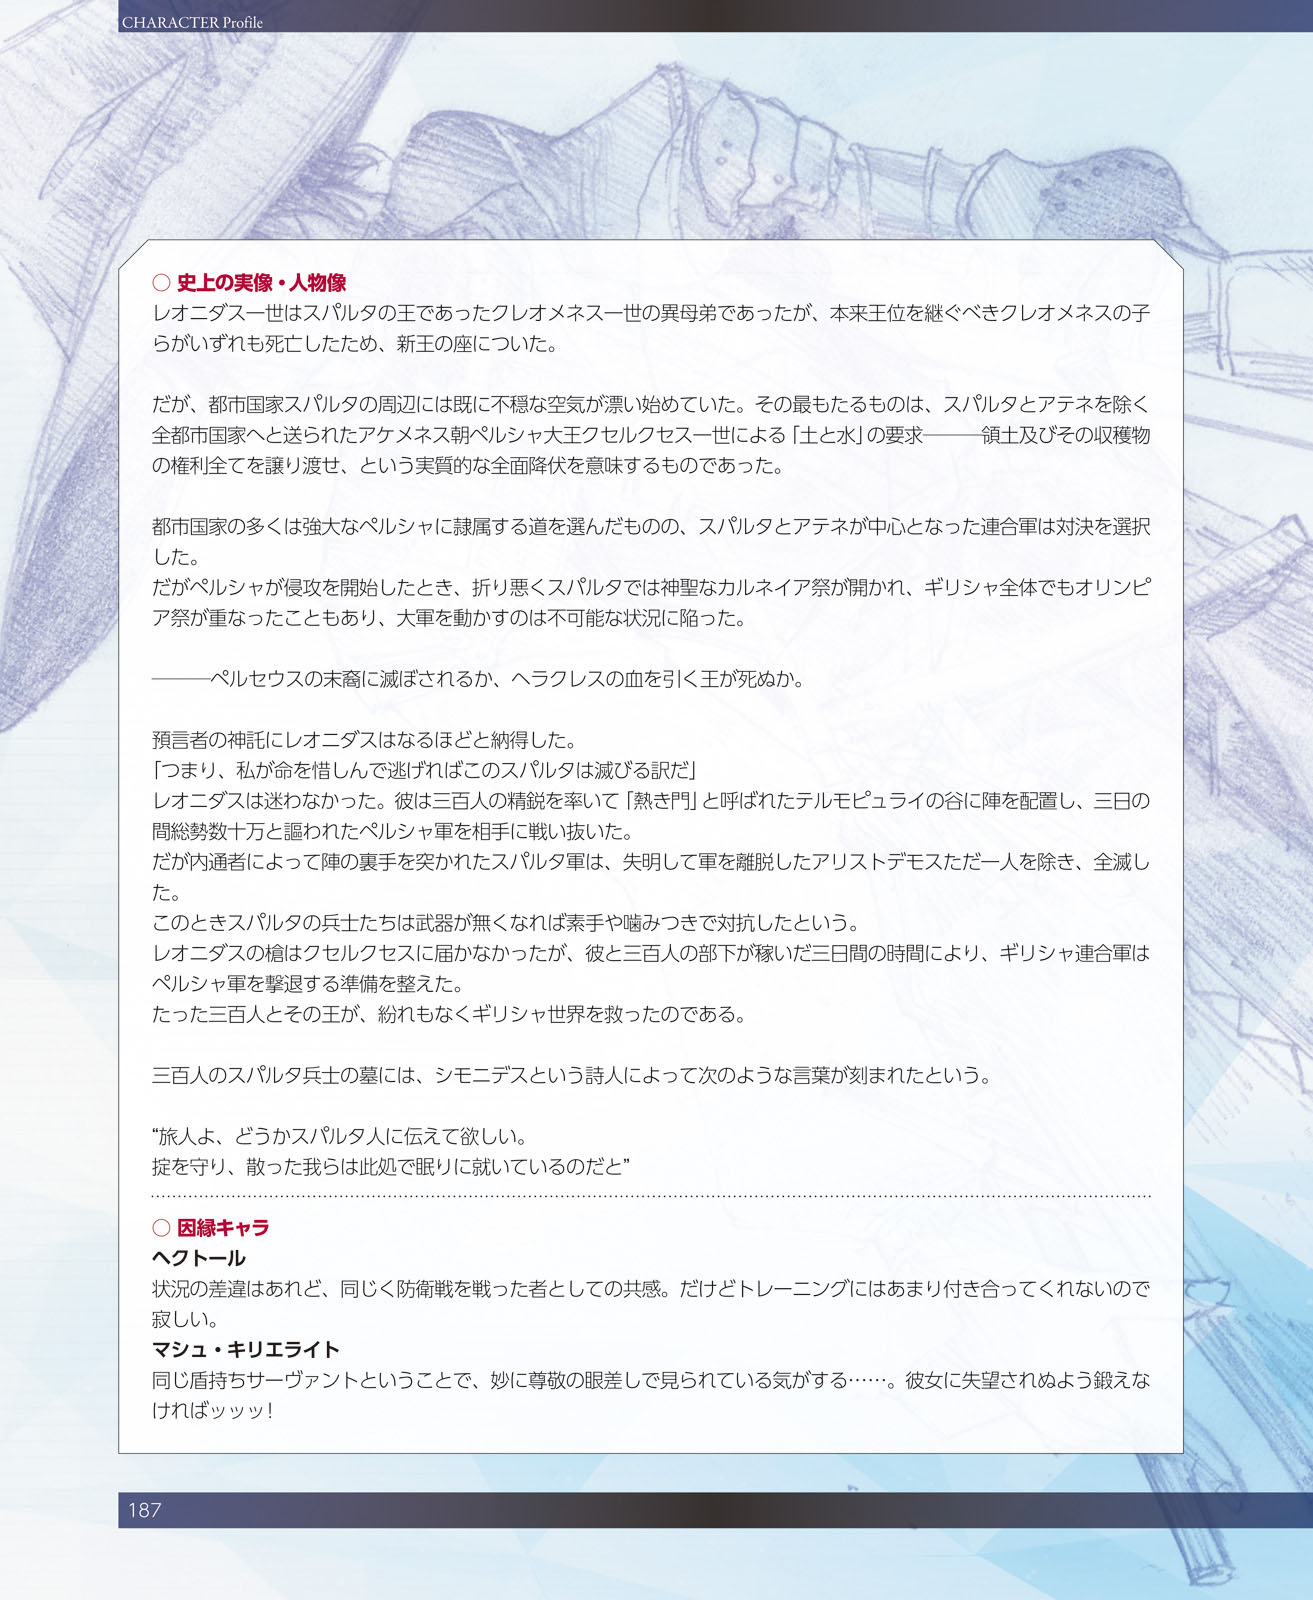 CHARACTER Profile
○ 史上の実像・人物像
レオニダス一世はスパルタの王であったクレオメネス一世の異母弟であったが、本来王位を継ぐべきクレオメネスの子
らがいずれも死亡したため、新王の座についた。
だが、都市国家スパルタの周辺には既に不穏な空気が漂い始めていた。その最もたるものは、スパルタとアテネを除く
全都市国家へと送られたアケメネス朝ペルシャ大王クセルクセス一世による「土と水」の要求———領土及びその収穫物
の権利全てを譲り渡せ、という実質的な全面降伏を意味するものであった。
都市国家の多くは強大なペルシャに隷属する道を選んだものの、スパルタとアテネが中心となった連合軍は対決を選択
した。
だがペルシャが侵攻を開始したとき、折り悪くスパルタでは神聖なカルネイア祭が開かれ、ギリシャ全体でもオリンピ
ア祭が重なったこともあり、大軍を動かすのは不可能な状況に陥った。
———ペルセウスの末裔に滅ぼされるか、ヘラクレスの血を引く王が死ぬか。
預言者の神託にレオニダスはなるほどと納得した。
「つまり、私が命を惜しんで逃げればこのスパルタは滅びる訳だ」
レオニダスは迷わなかった。彼は三百人の精鋭を率いて「熱き門」と呼ばれたテルモピュライの谷に陣を配置し、三日の
間総勢数十万と謳われたペルシャ軍を相手に戦い抜いた。
だが内通者によって陣の裏手を突かれたスパルタ軍は、失明して軍を離脱したアリストデモスただ一人を除き、全滅し
た。
このときスパルタの兵士たちは武器が無くなれば素手や噛みつきで対抗したという。
レオニダスの槍はクセルクセスに届かなかったが、彼と三百人の部下が稼いだ三日間の時間により、ギリシャ連合軍は
ペルシャ軍を撃退する準備を整えた。
たった三百人とその王が、紛れもなくギリシャ世界を救ったのである。
三百人のスパルタ兵士の墓には、シモニデスという詩人によって次のような言葉が刻まれたという。
“旅人よ、どうかスパルタ人に伝えて欲しい。
掟を守り、散った我らは此処で眠りに就いているのだと”
○ 因縁キャラ
ヘクトール
状況の差違はあれど、同じく防衛戦を戦った者としての共感。だけどトレーニングにはあまり付き合ってくれないので
寂しい。
マシュ・キリエライト
同じ盾持ちサーヴァントということで、妙に尊敬の眼差しで見られている気がする……。彼女に失望されぬよう鍛えな
ければッッッ！
187